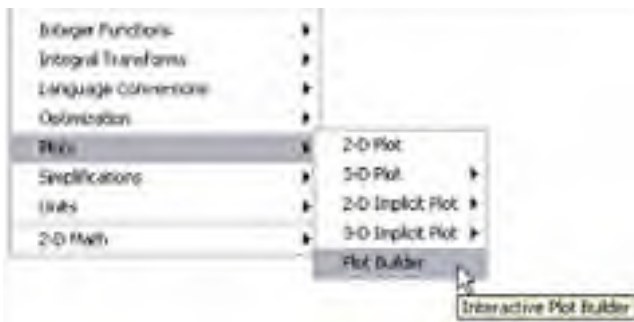 Integer Functions
Integral Transforms
Language Conversions
Optimization
Plots
Simplifications
Units
2-D Math
2-D Plot
3-D Plot
2-D Implicit Plot
3-D Implicit Plot
Plot Builder
Interactive Plot Builder